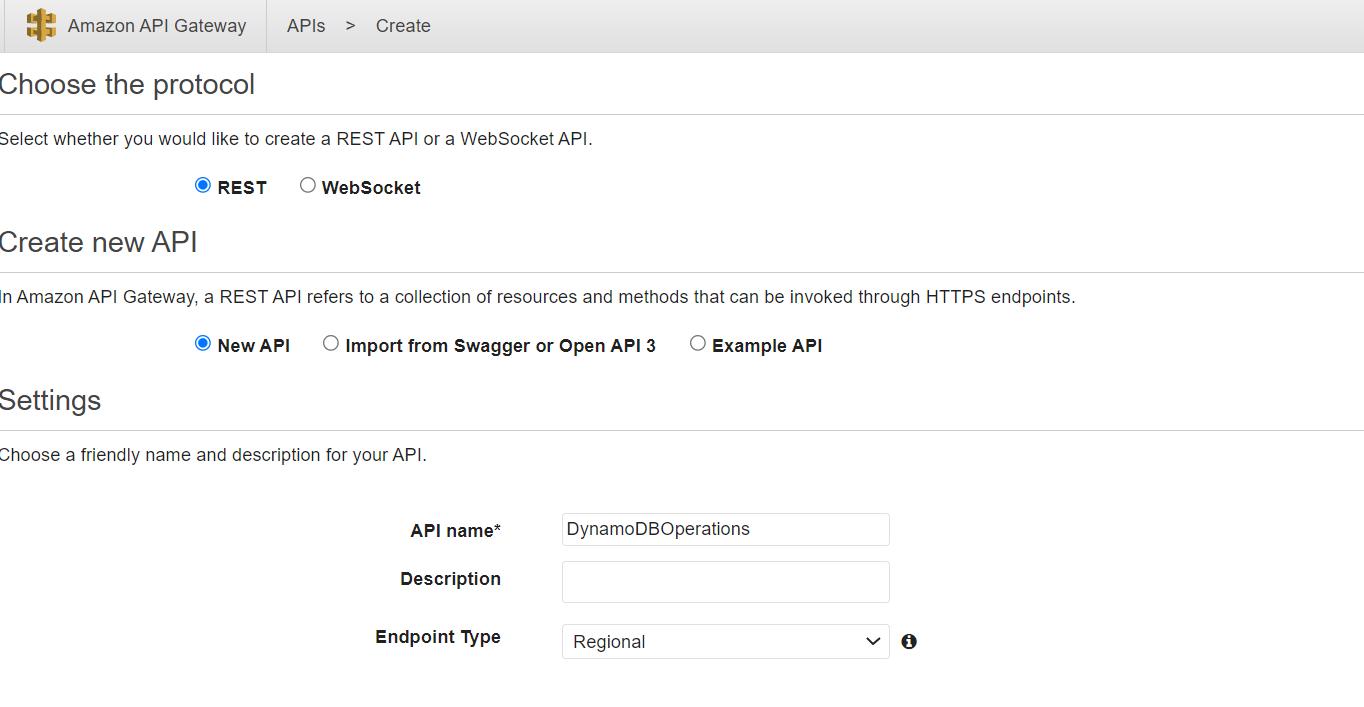 Amazon API Gateway APIs > Create
Choose the protocol
Select whether you would like to create a REST API or a WebSocket API.
REST WebSocket
Create new API
In Amazon API Gateway, a REST API refers to a collection of resources and methods that can be invoked through HTTPS endpoints.
New API Import from Swagger or Open API 3 Example API
Settings
Choose a friendly name and description for your API.
API name* DynamoDBOperations
Description
Endpoint Type Regional